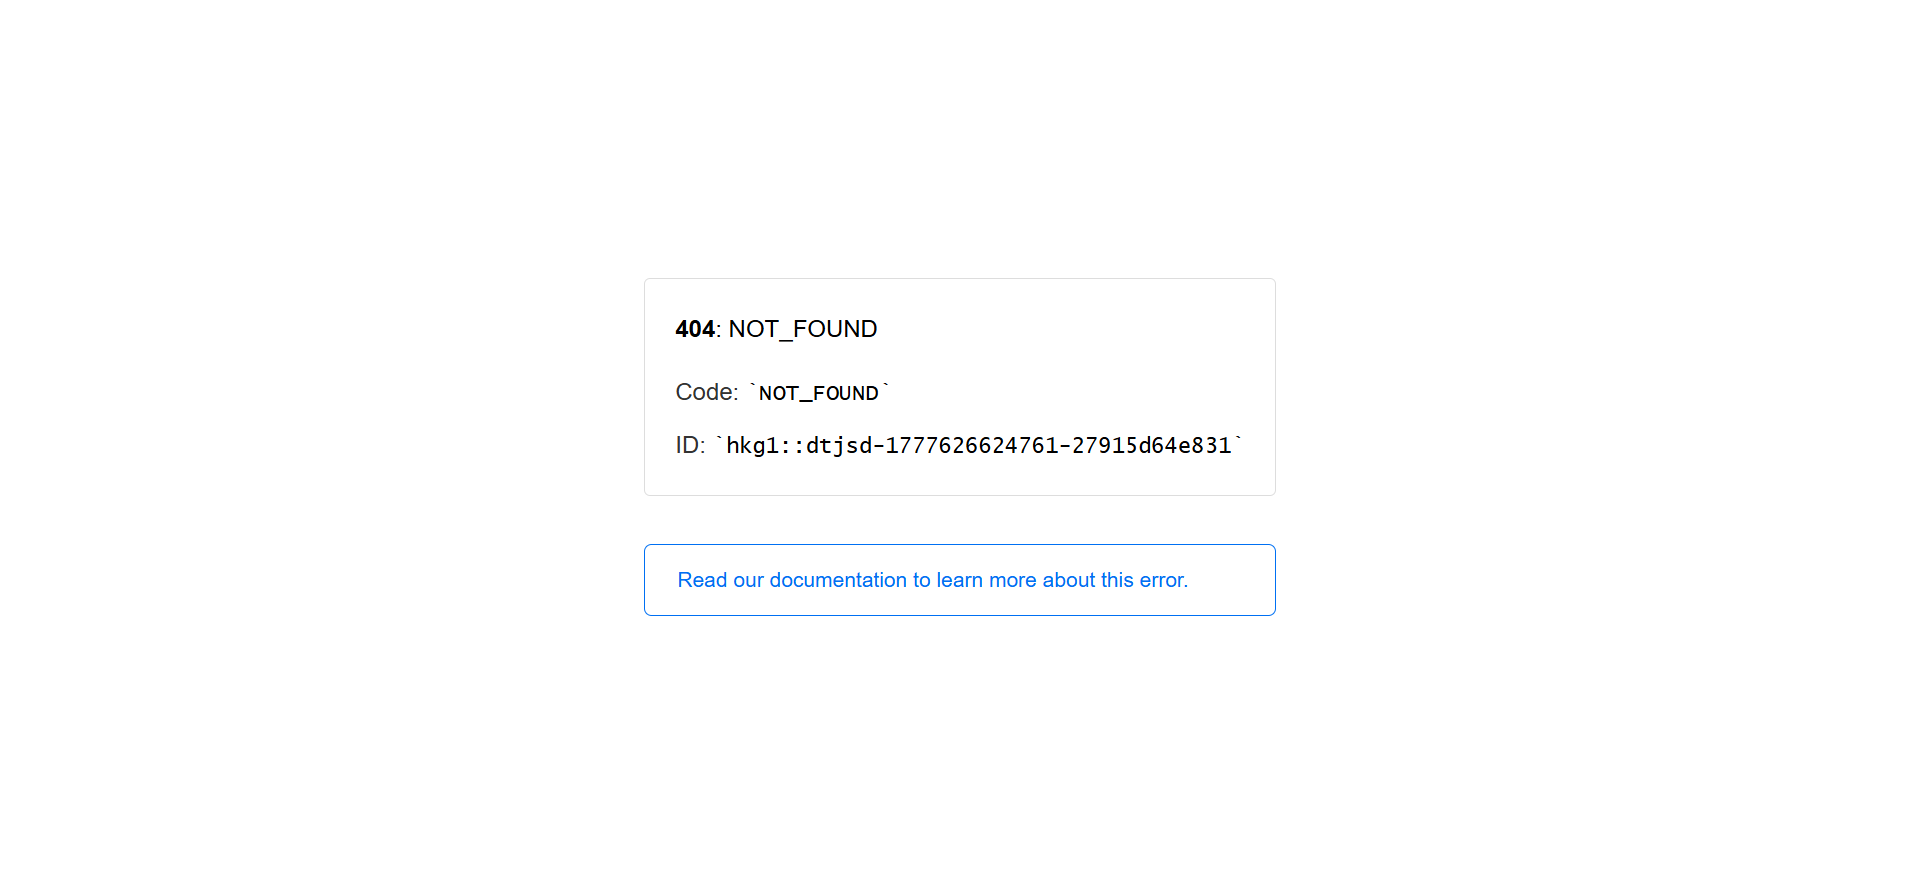 404: NOT_FOUND
Code: `NOT_FOUND`
ID: `hkg1::dtjsd-1777626624761-27915d64e831`
Read our documentation to learn more about this error.